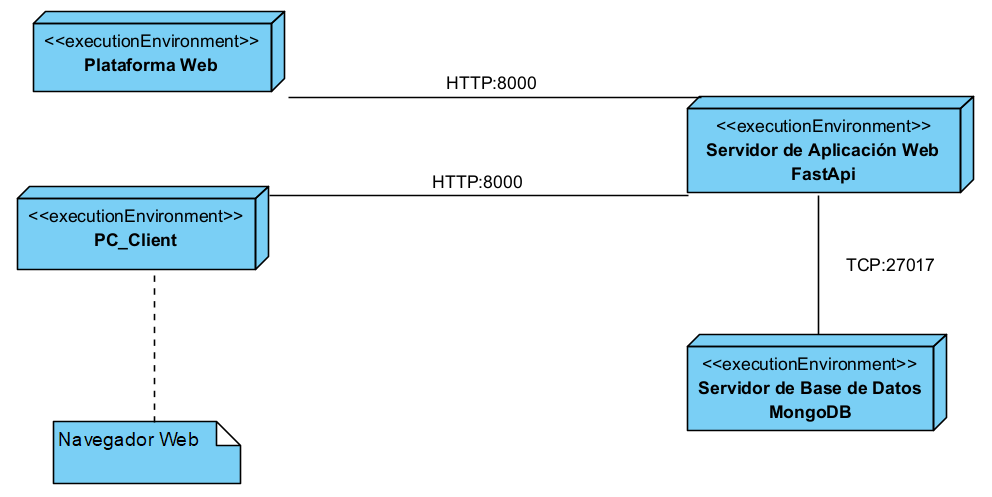 <<executionEnvironment>>
Plataforma Web
HTTP:8000
<<executionEnvironment>>
Servidor de Aplicación Web
FastApi
HTTP:8000
<<executionEnvironment>>
PC_Client
TCP:27017
<<executionEnvironment>>
Servidor de Base de Datos
MongoDB
Navegador Web